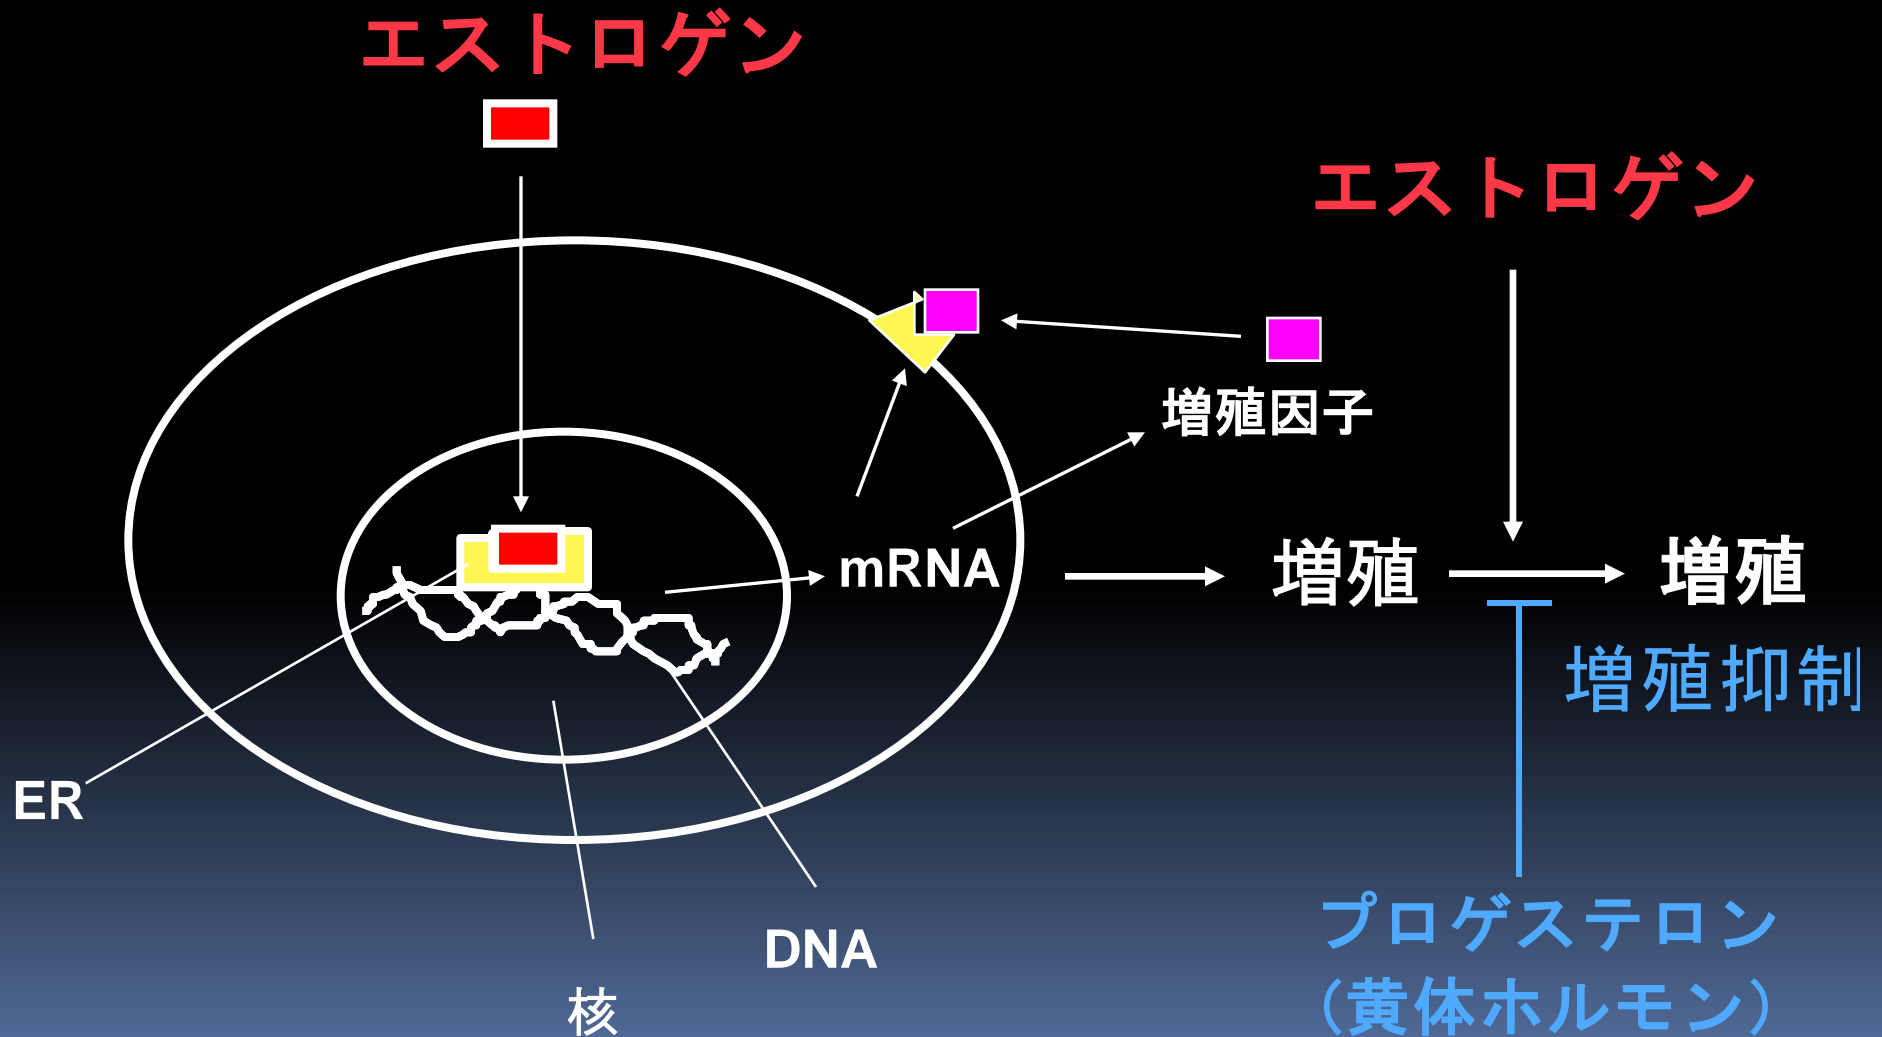 エストロゲン
エストロゲン
増殖因子
mRNA
増殖
増殖
増殖抑制
ER
プロゲステロン
DNA
核
(黄体ホルモン)